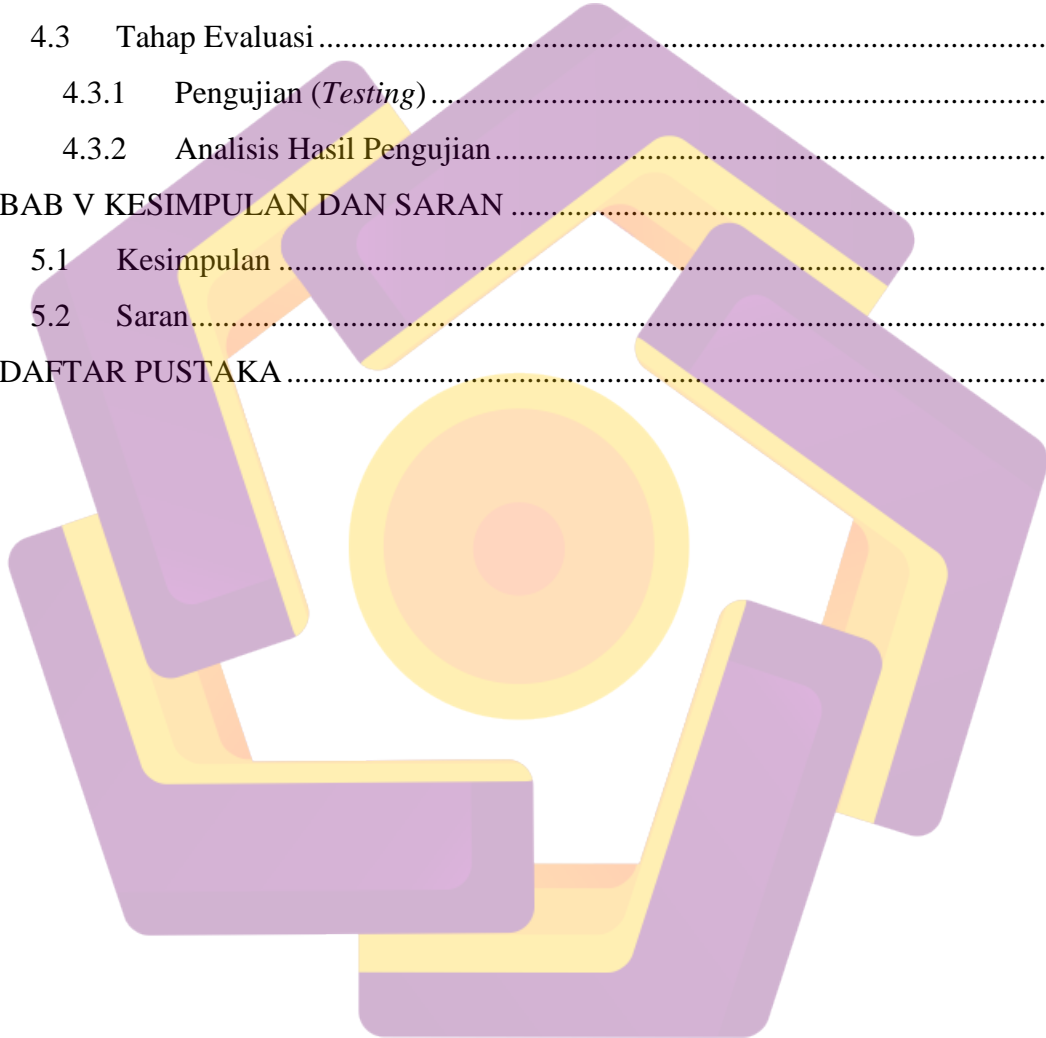 4.3 Tahap Evaluasi ................................................................................
4.3.1 Pengujian (Testing) ................................................................................
4.3.2 Analisis Hasil Pengujian ................................................................................
BAB V KESIMPULAN DAN SARAN ................................................................................
5.1 Kesimpulan ................................................................................
5.2 Saran ................................................................................
DAFTAR PUSTAKA ................................................................................